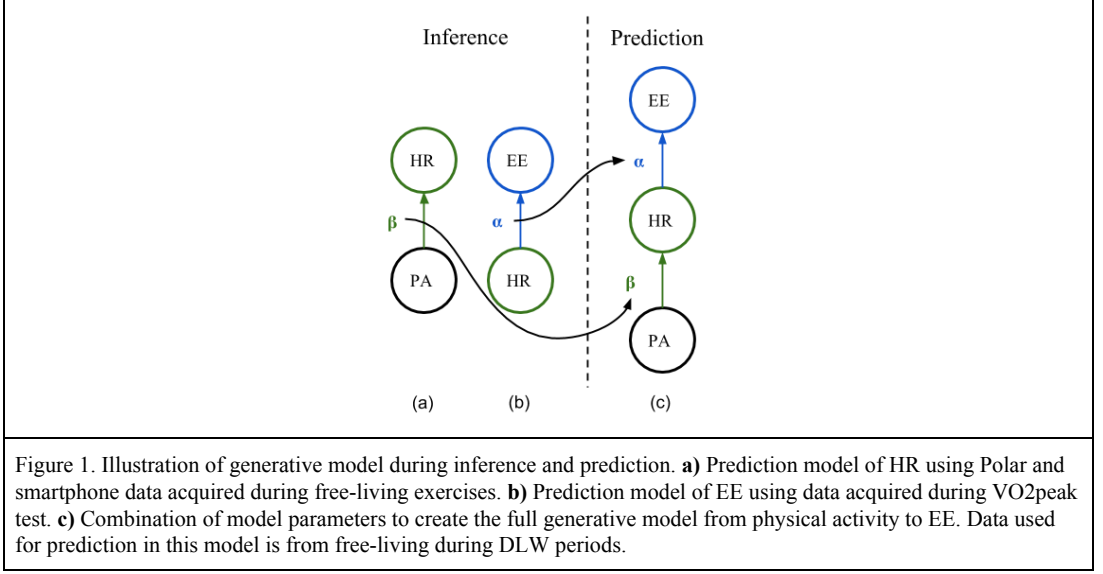 Inference
Prediction
EE
HR
EE
α
β
α
HR
PA
HR
β
PA
(a)
(b)
(c)
Figure 1. Illustration of generative model during inference and prediction. a) Prediction model of HR using Polar and
smartphone data acquired during free-living exercises. b) Prediction model of EE using data acquired during VO2peak
test. c) Combination of model parameters to create the full generative model from physical activity to EE. Data used
for prediction in this model is from free-living during DLW periods.